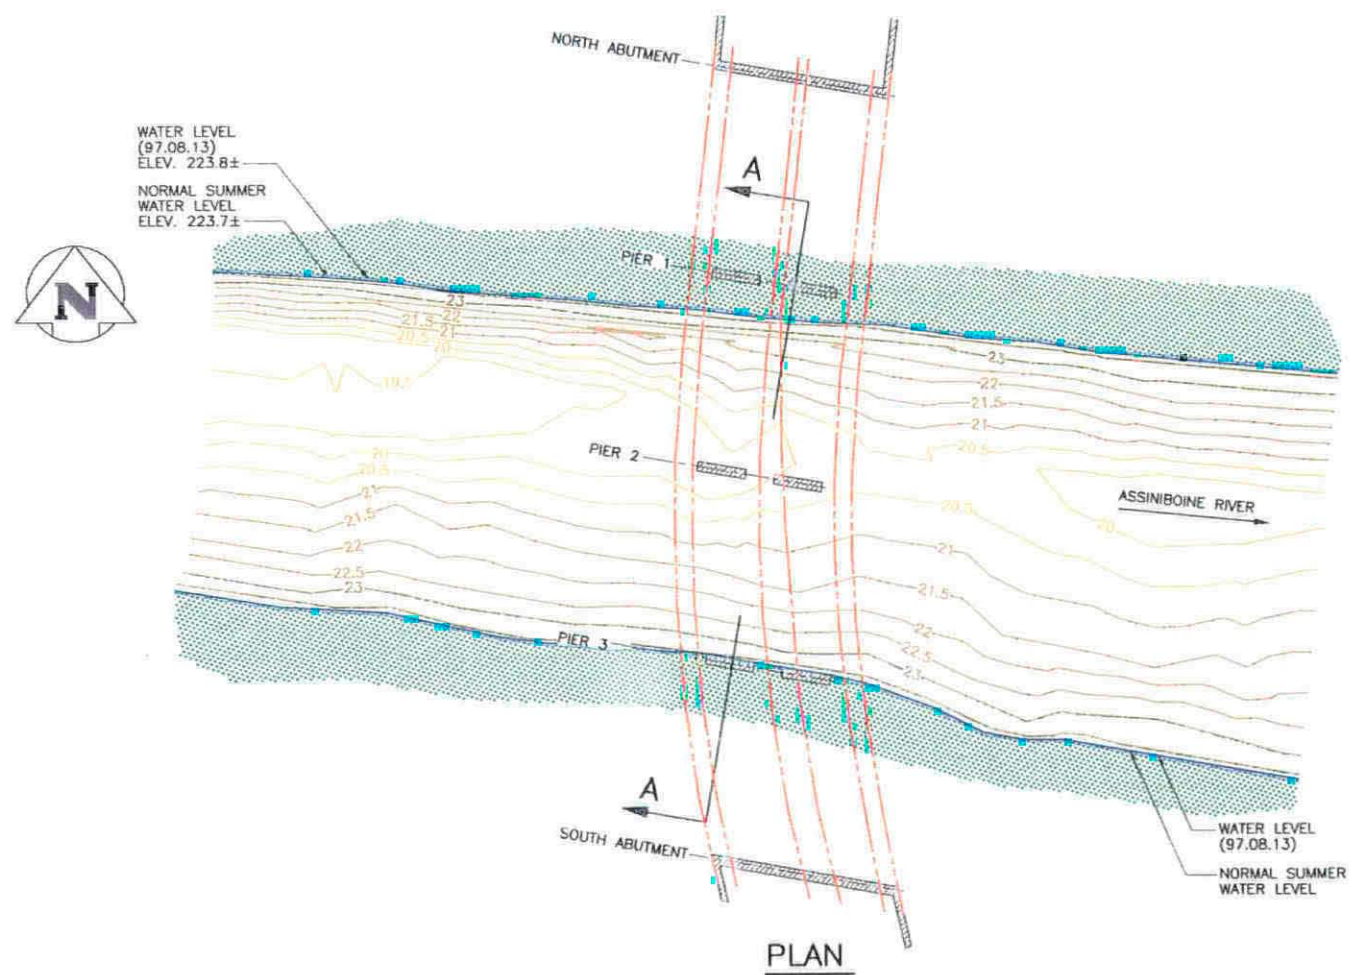 NORTH ABUTMENT
WATER LEVEL
(97.08.13)
ELEV. 223.8±
NORMAL SUMMER
WATER LEVEL
ELEV. 223.7±
A
N
PIER 1
23
22
21.5
21
20.5
20
23
22
21.5
21
20.5
PIER 2
20
20.5
21
21.5
22
22.5
23
ASSINIBOINE RIVER
20
20.5
21
21.5
22
22.5
23
PIER 3
A
SOUTH ABUTMENT
WATER LEVEL
(97.08.13)
NORMAL SUMMER
WATER LEVEL
PLAN